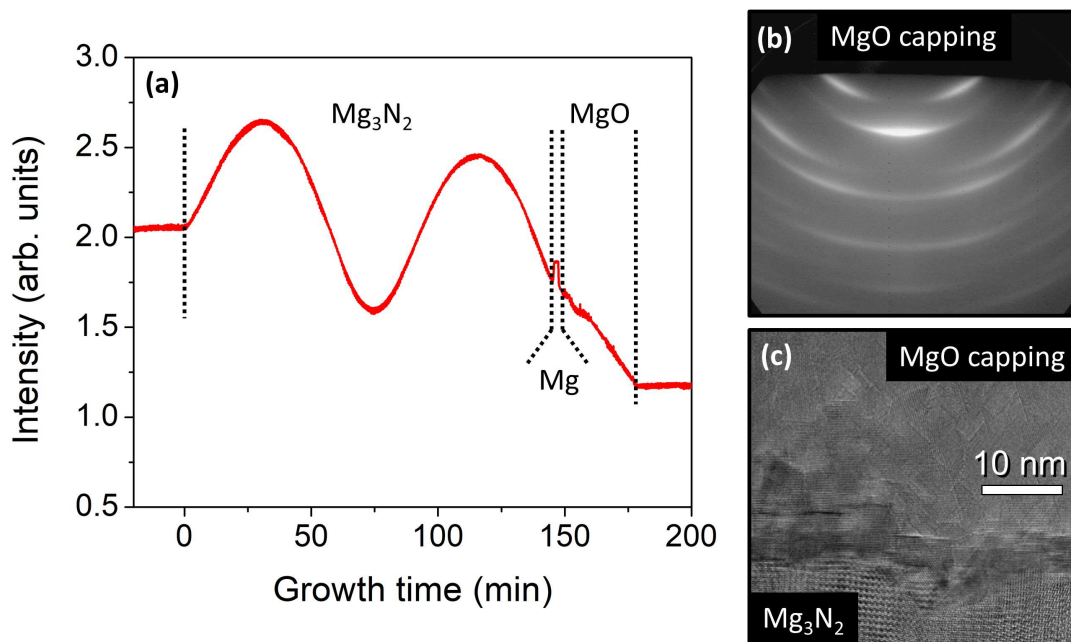 (a)
Mg₃N₂
MgO
Mg
3.0
2.5
2.0
1.5
1.0
0.5
0
50
100
150
200
Intensity (arb. units)
Growth time (min)
(b)
MgO capping
(c)
MgO capping
10 nm
Mg₃N₂